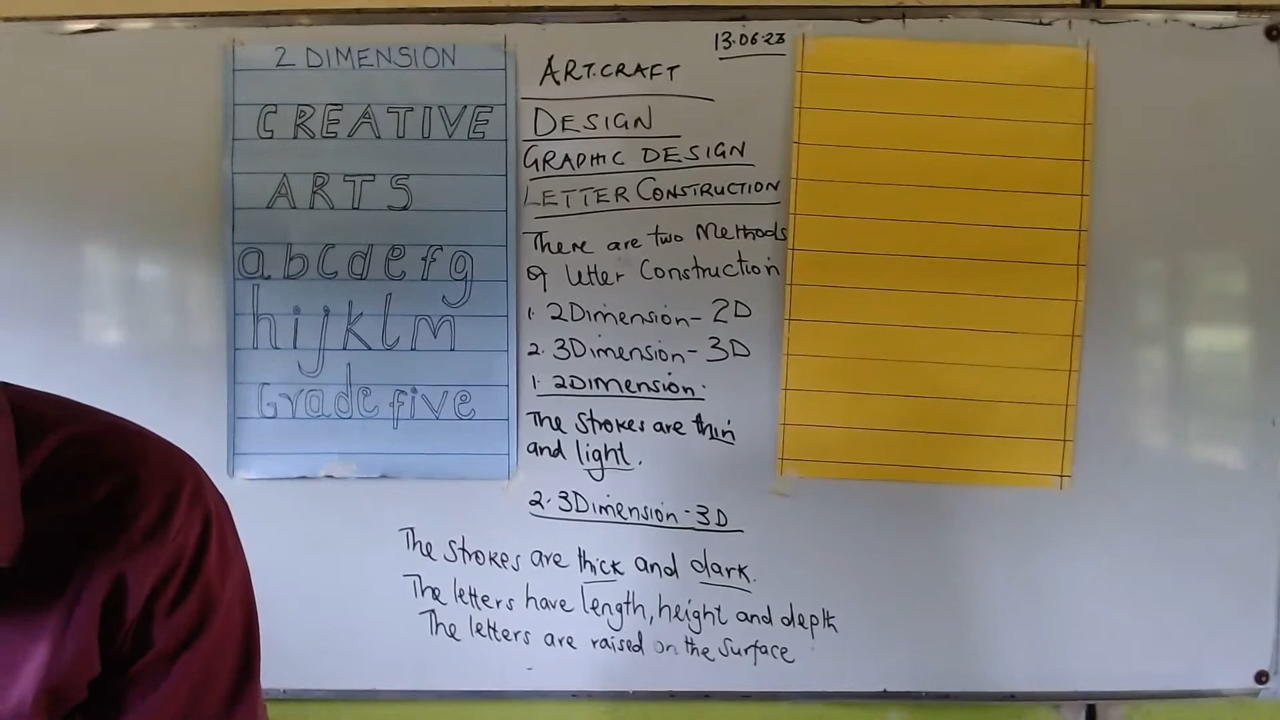 2 DIMENSION
CREATIVE
ARTS
abcdefg
hijklm
Grade five
13.06.23
ART.CRAFT
DESIGN
GRAPHIC DESIGN
LETTER CONSTRUCTION
There are two Methods
of letter Construction
1. 2Dimension - 2D
2. 3Dimension - 3D
1. 2Dimension.
The Strokes are thin
and light.
2. 3Dimension - 3D
The strokes are thick and dark.
The letters have length, height and depth
The letters are raised on the surface